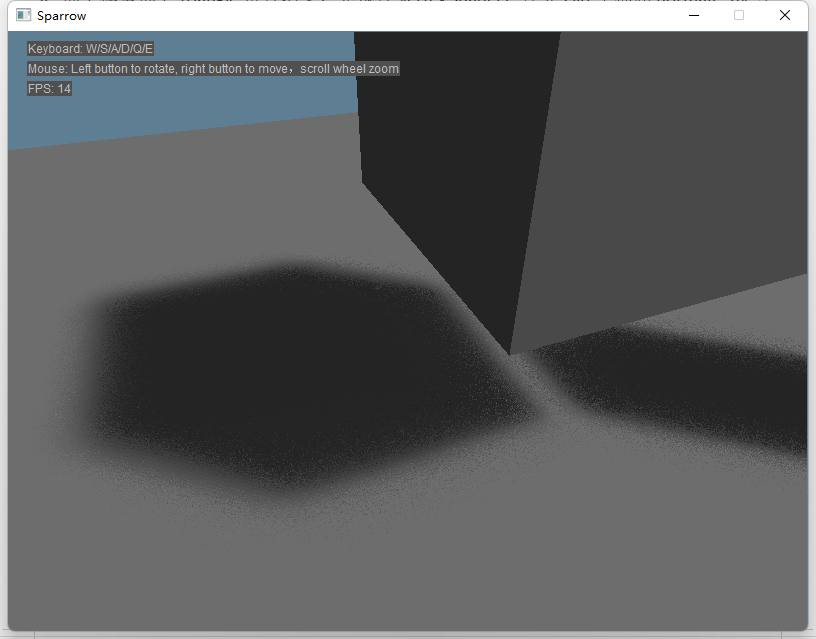 Sparrow
Keyboard: W/S/A/D/Q/E
Mouse: Left button to rotate, right button to move，scroll wheel zoom
FPS: 14